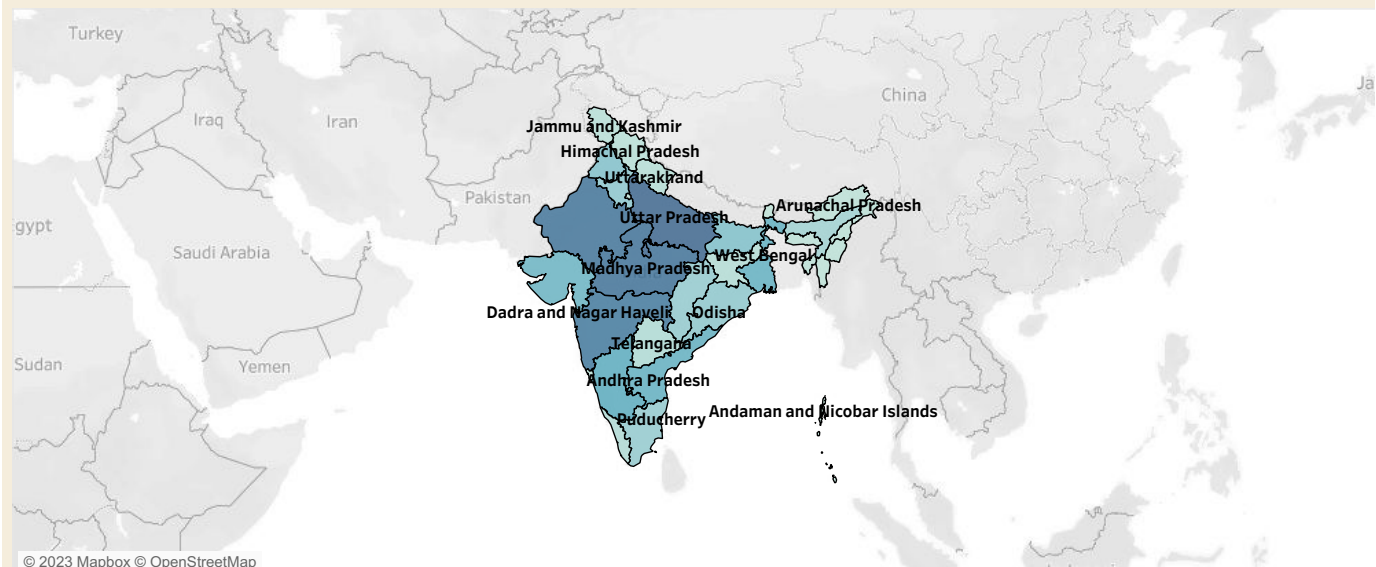 Turkey
China
Ja
Iraq
Iran
Jammu and Kashmir
Himachal Pradesh
Uttarakhand
Pakistan
Arunachal Pradesh
Uttar Pradesh
gypt
Saudi Arabia
West Bengal
Madhya Pradesh
Dadra and Nagar Haveli
Odisha
Telangana
Sudan
Yemen
Andhra Pradesh
Andaman and Nicobar Islands
Puducherry
© 2023 Mapbox © OpenStreetMap